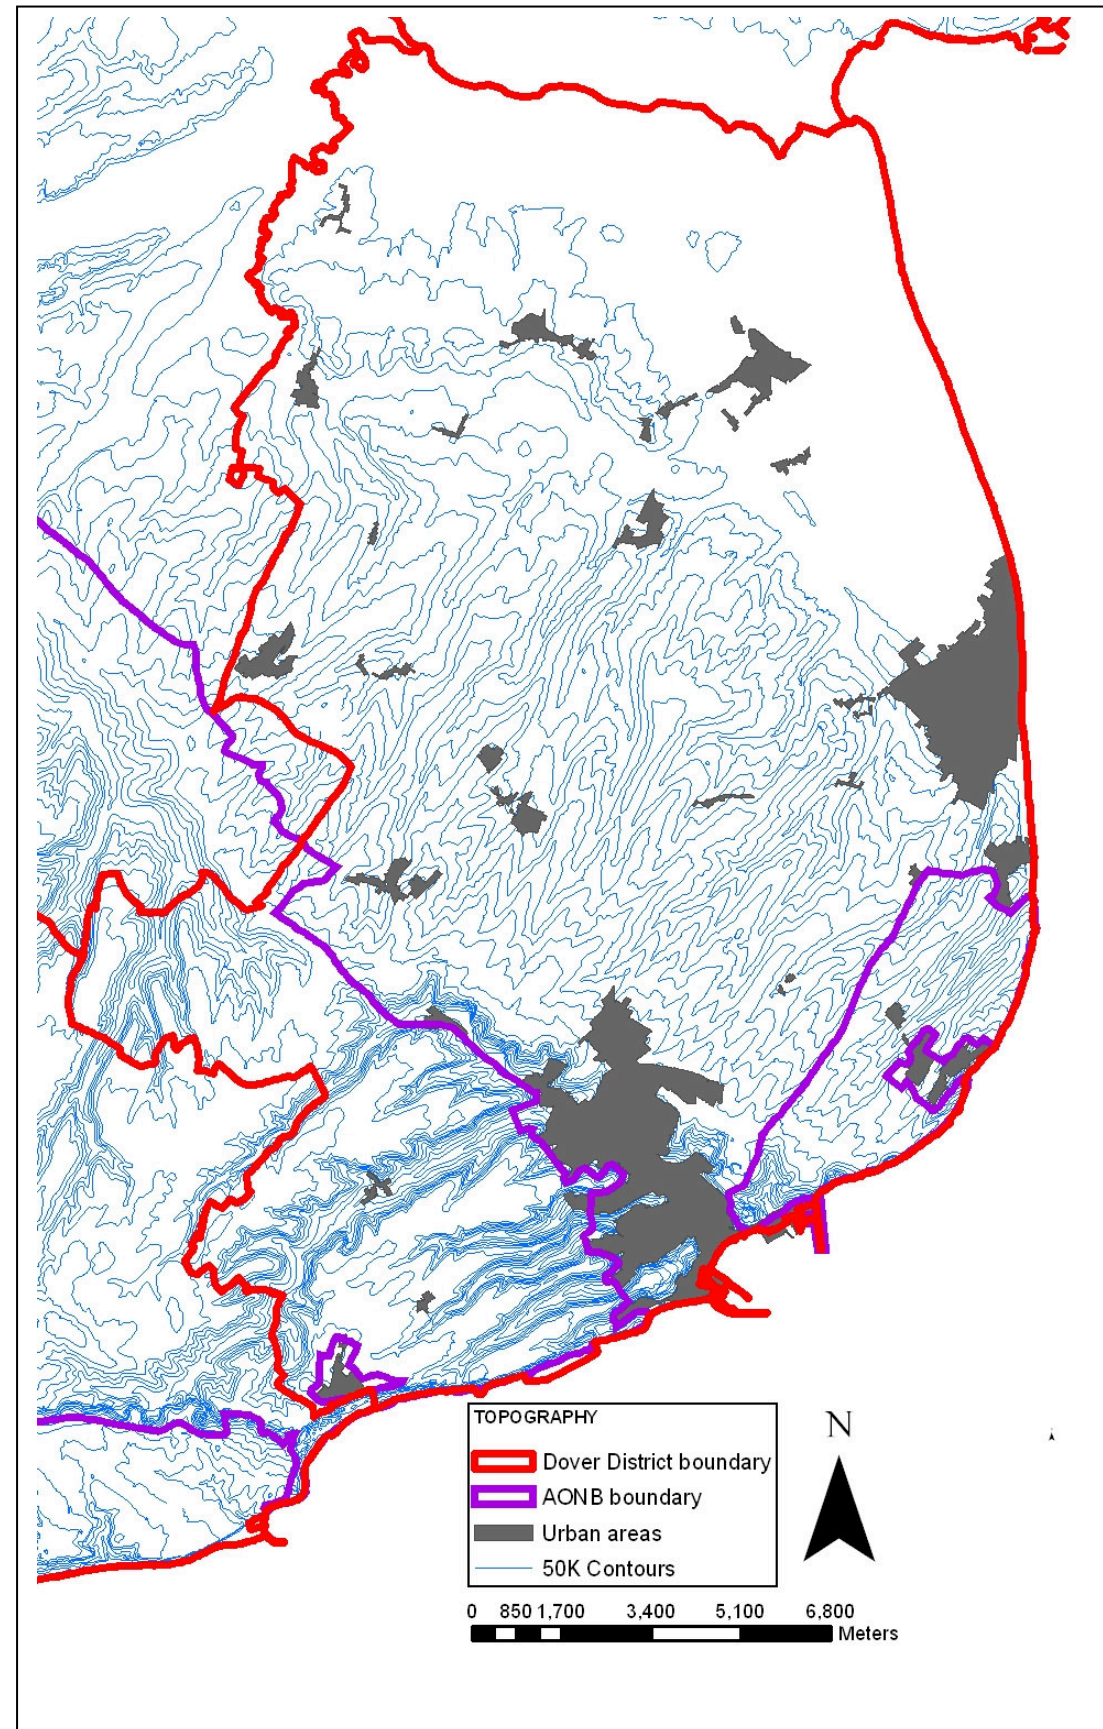 TOPOGRAPHY
Dover District boundary
AONB boundary
Urban areas
50K Contours
N
0 850 1,700 3,400 5,100 6,800
Meters